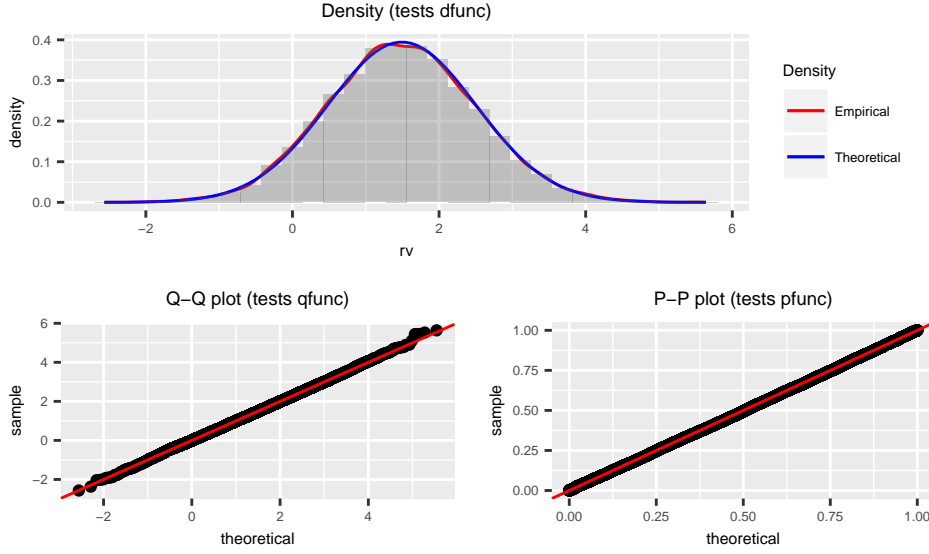 Density (tests dfunc)
0.4
0.3
0.2
0.1
0.0
density
−2
0
2
4
6
rv
Density
Empirical
Theoretical
Q−Q plot (tests qfunc)
6
4
2
0
−2
sample
−2
0
2
4
theoretical
P−P plot (tests pfunc)
1.00
0.75
0.50
0.25
0.00
sample
0.00
0.25
0.50
0.75
1.00
theoretical